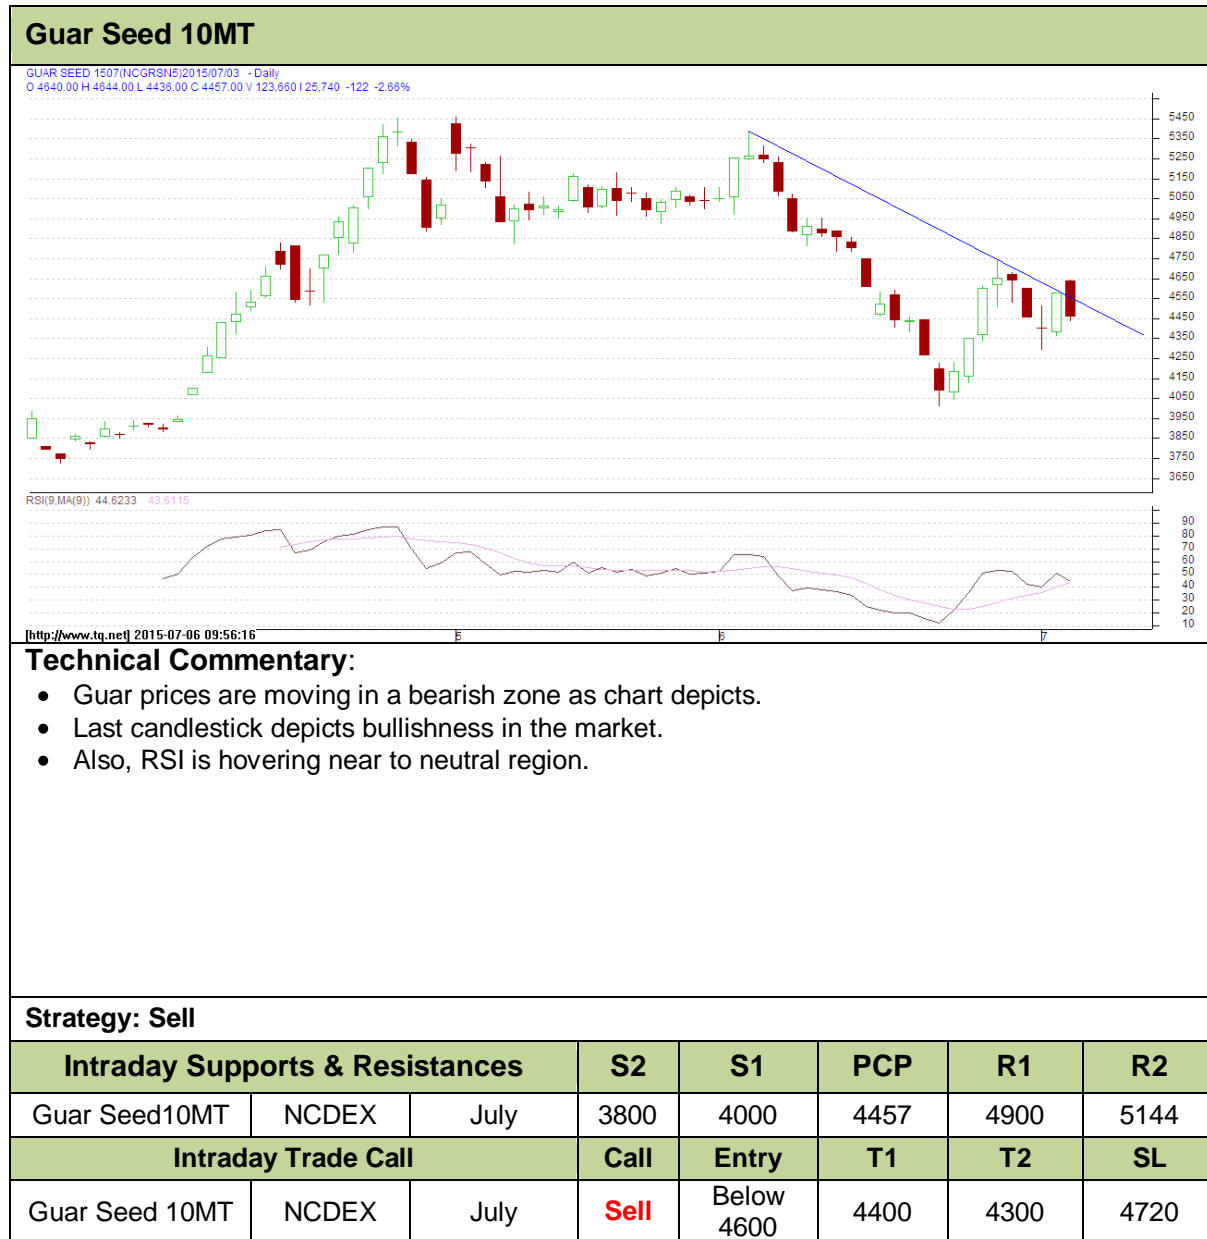 Guar Seed 10MT
GUAR SEED 1507(NCGRSN5)2015/07/03 - Daily
O 4640.00 H 4644.00 L 4436.00 C 4457.00 V 123,660 I 25,740 -122 -2.66%
5450
5350
5250
5150
5050
4950
4850
4750
4650
4550
4450
4350
4250
4150
4050
3950
3850
3750
3650
RSI(9,MA(9)) 44.6233 43.6115
90
80
70
60
50
40
30
20
10
[http://www.tq.net] 2015-07-06 09:56:16 5 6 7
Technical Commentary:
• Guar prices are moving in a bearish zone as chart depicts.
• Last candlestick depicts bullishness in the market.
• Also, RSI is hovering near to neutral region.
Strategy: Sell
Intraday Supports & Resistances S2 S1 PCP R1 R2
Guar Seed10MT NCDEX July 3800 4000 4457 4900 5144
Intraday Trade Call Call Entry T1 T2 SL
Guar Seed 10MT NCDEX July Sell Below 4600 4400 4300 4720